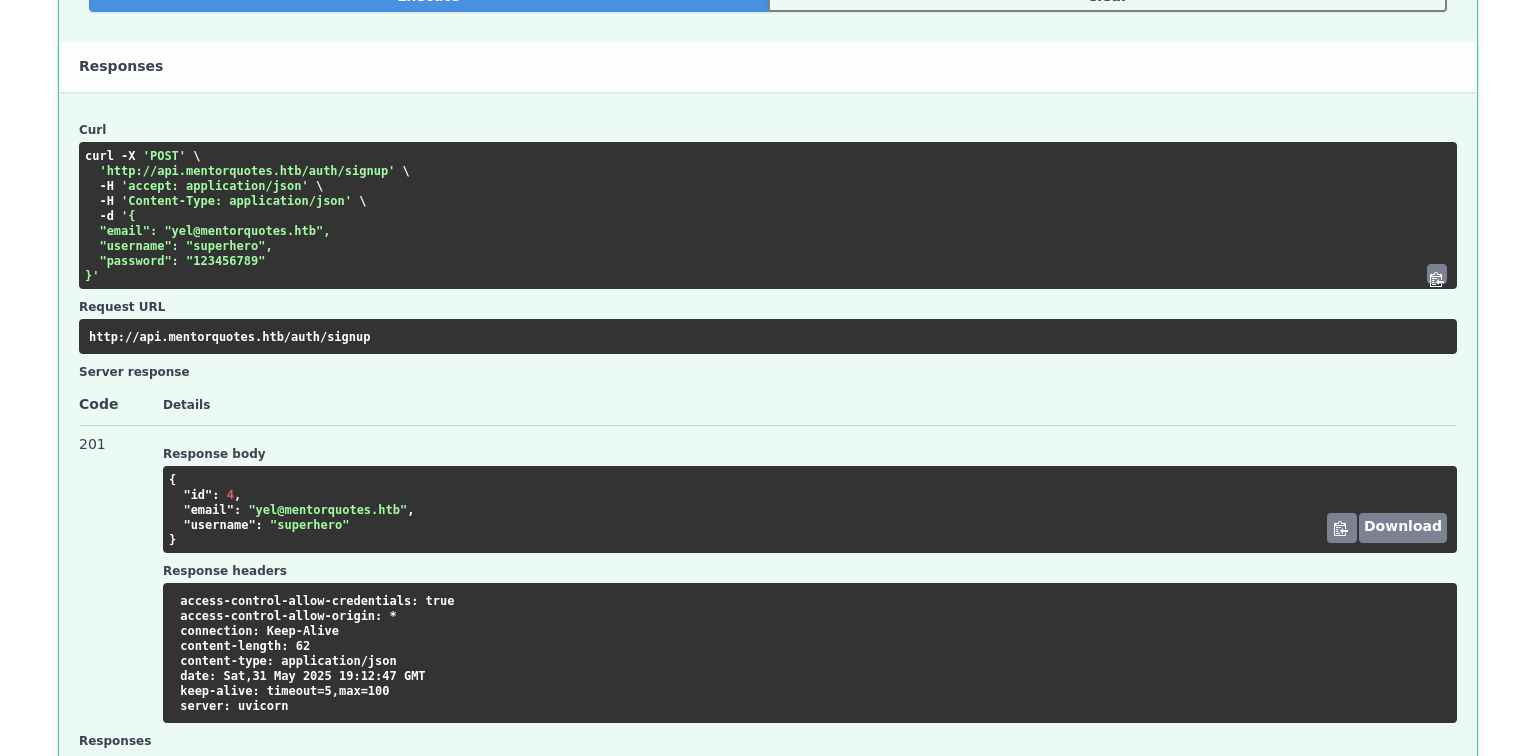 Responses
Curl
curl -X 'POST' \
  'http://api.mentorquotes.htb/auth/signup' \
  -H 'accept: application/json' \
  -H 'Content-Type: application/json' \
  -d '{
  "email": "yel@mentorquotes.htb",
  "username": "superhero",
  "password": "123456789"
}'
Request URL
http://api.mentorquotes.htb/auth/signup
Server response
Code Details
201
Response body
{
  "id": 4,
  "email": "yel@mentorquotes.htb",
  "username": "superhero"
}
Download
Response headers
access-control-allow-credentials: true
access-control-allow-origin: *
connection: Keep-Alive
content-length: 62
content-type: application/json
date: Sat,31 May 2025 19:12:47 GMT
keep-alive: timeout=5,max=100
server: uvicorn
Responses